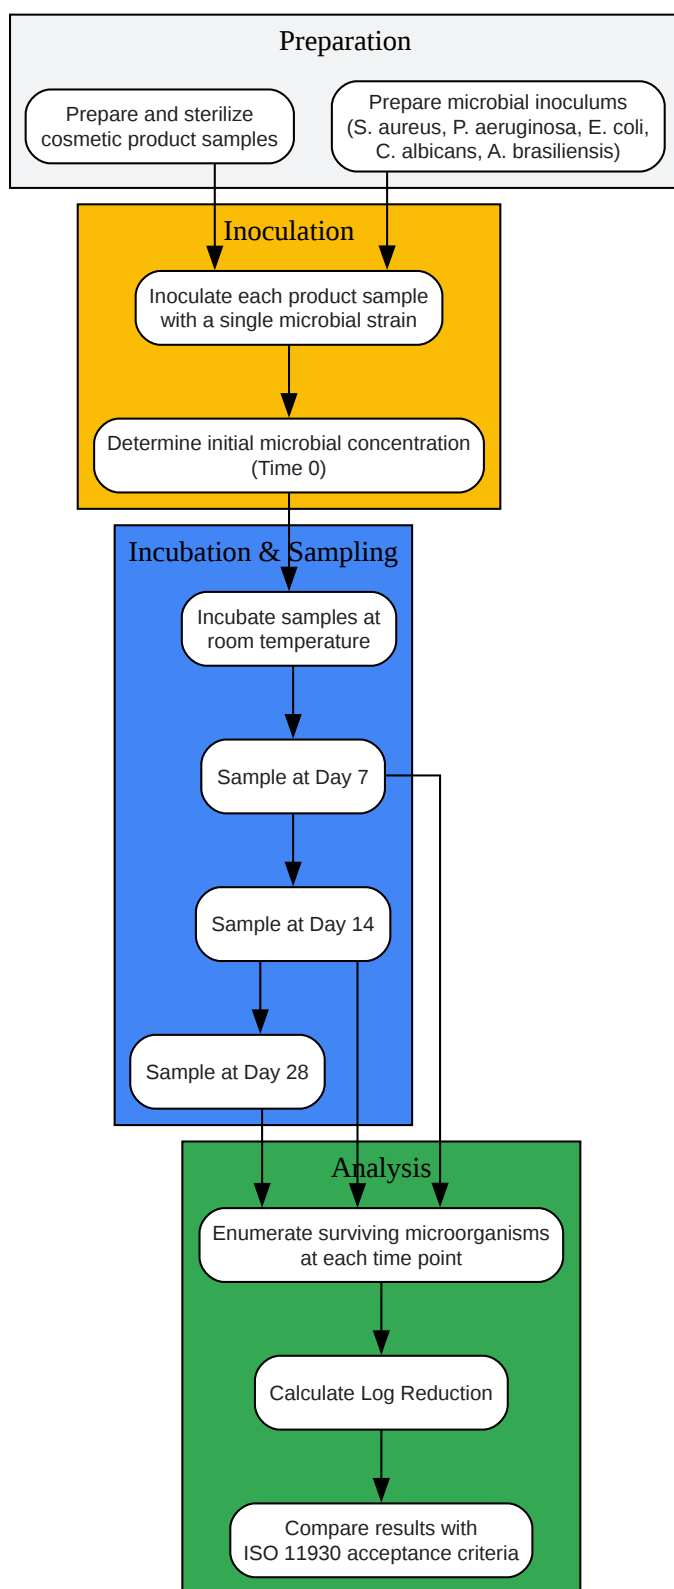 Preparation
Prepare and sterilize
cosmetic product samples
Prepare microbial inoculums
(S. aureus, P. aeruginosa, E. coli,
C. albicans, A. brasiliensis)
Inoculation
Inoculate each product sample
with a single microbial strain
Determine initial microbial concentration
(Time 0)
Incubation & Sampling
Incubate samples at
room temperature
Sample at Day 7
Sample at Day 14
Sample at Day 28
Analysis
Enumerate surviving microorganisms
at each time point
Calculate Log Reduction
Compare results with
ISO 11930 acceptance criteria